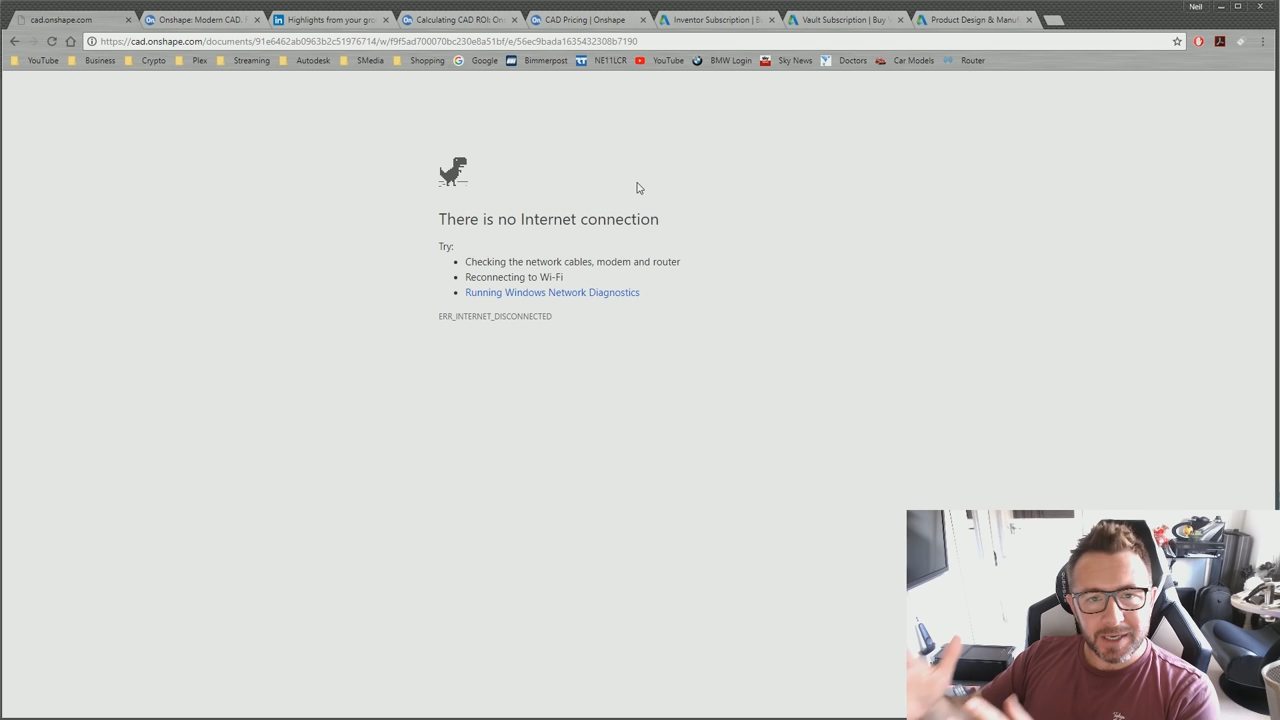 Neil
cad.onshape.com
Onshape: Modern CAD. F
Highlights from your gro
Calculating CAD ROI: On
CAD Pricing | Onshape
Inventor Subscription | B
Vault Subscription | Buy V
Product Design & Manuf
https://cad.onshape.com/documents/91e6462ab0963b2c51976714/w/f9f5ad700070bc230e8a51bf/e/56ec9bada1635432308b7190
YouTube
Business
Crypto
Plex
Streaming
Autodesk
SMedia
Shopping
Google
Bimmerpost
NE11LCR
YouTube
BMW Login
Sky News
Doctors
Car Models
Router
There is no Internet connection
Try:
• Checking the network cables, modem and router
• Reconnecting to Wi-Fi
• Running Windows Network Diagnostics
ERR_INTERNET_DISCONNECTED